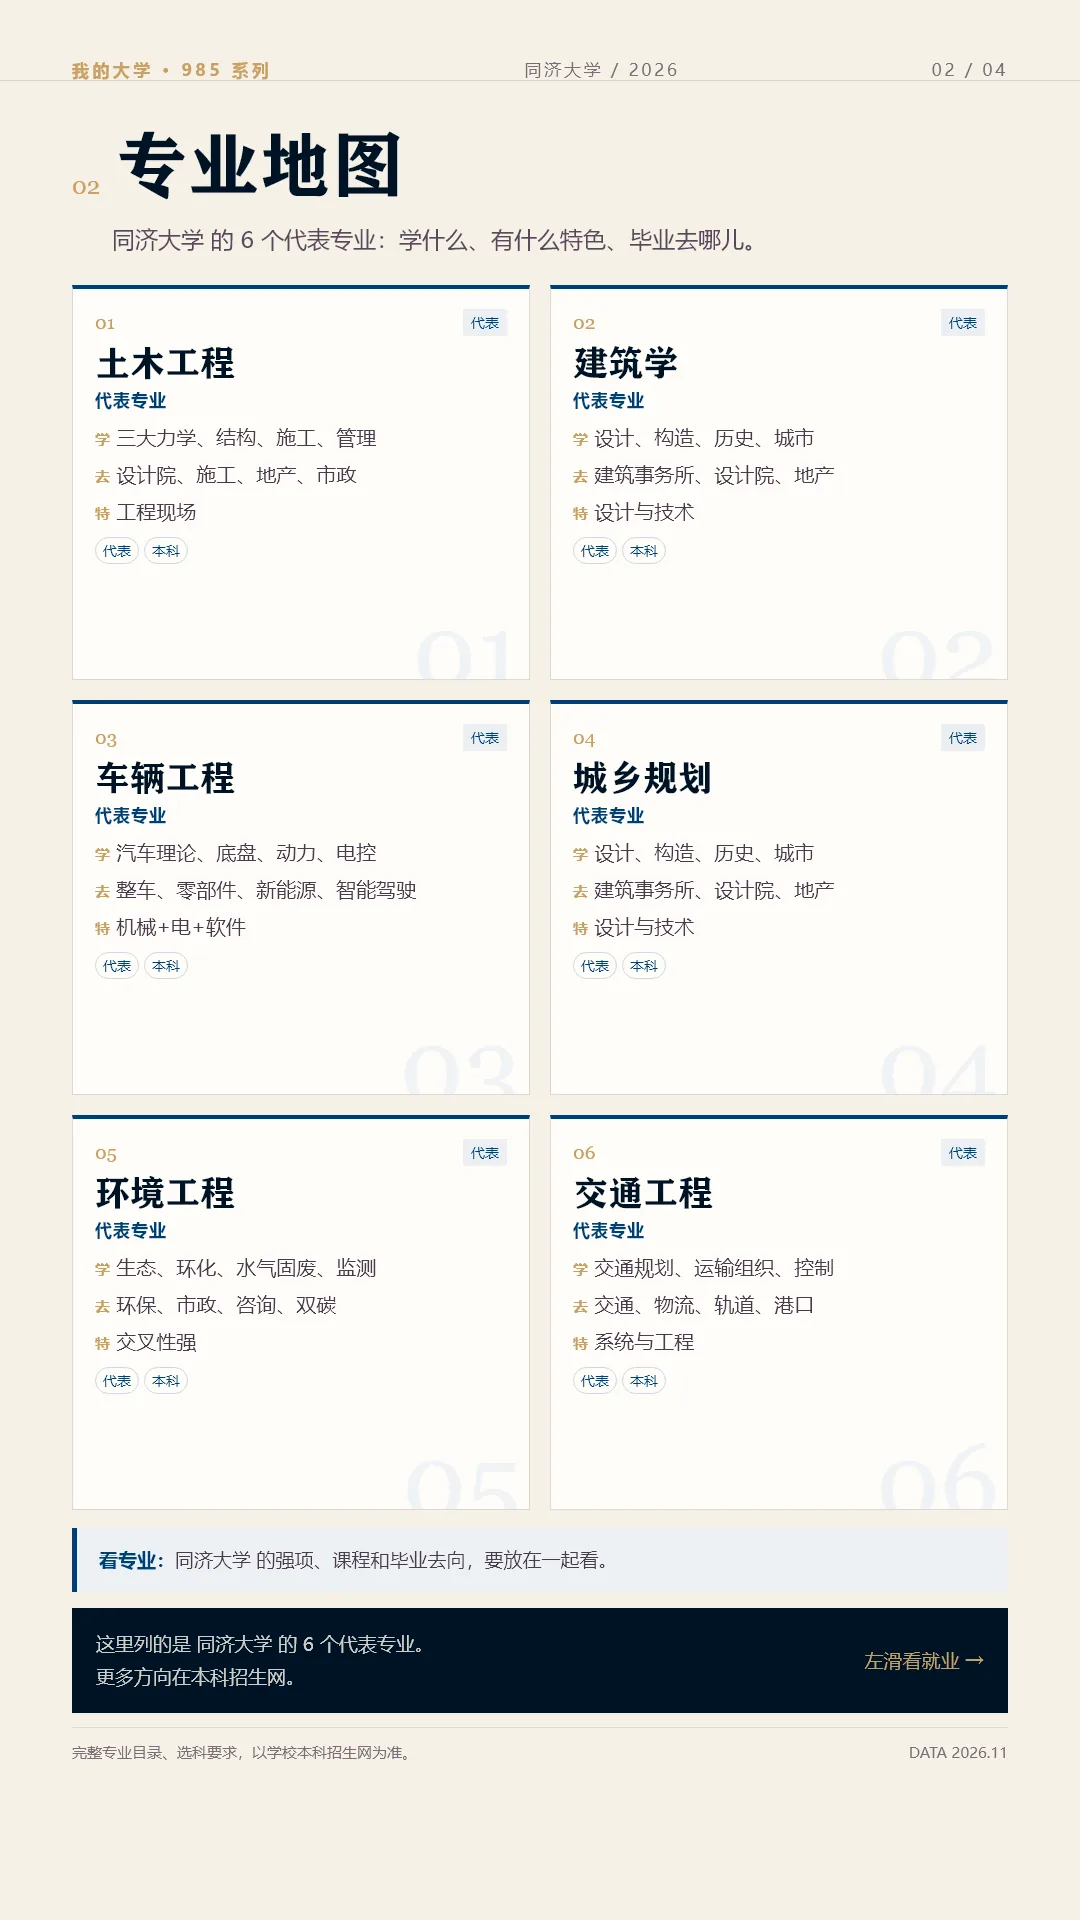 我的大学 • 985 系列
同济大学 / 2026
02 / 04
02 专业地图
同济大学 的 6 个代表专业：学什么、有什么特色、毕业去哪儿。
01
代表
土木工程
代表专业
学 三大力学、结构、施工、管理
去 设计院、施工、地产、市政
特 工程现场
代表 本科
01
02
代表
建筑学
代表专业
学 设计、构造、历史、城市
去 建筑事务所、设计院、地产
特 设计与技术
代表 本科
02
03
代表
车辆工程
代表专业
学 汽车理论、底盘、动力、电控
去 整车、零部件、新能源、智能驾驶
特 机械+电+软件
代表 本科
03
04
代表
城乡规划
代表专业
学 设计、构造、历史、城市
去 建筑事务所、设计院、地产
特 设计与技术
代表 本科
04
05
代表
环境工程
代表专业
学 生态、环化、水气固废、监测
去 环保、市政、咨询、双碳
特 交叉性强
代表 本科
05
06
代表
交通工程
代表专业
学 交通规划、运输组织、控制
去 交通、物流、轨道、港口
特 系统与工程
代表 本科
06
看专业：同济大学 的强项、课程和毕业去向，要放在一起看。
这里列的是 同济大学 的 6 个代表专业。
更多方向在本科招生网。
左滑看就业 →
完整专业目录、选科要求，以学校本科招生网为准。
DATA 2026.11